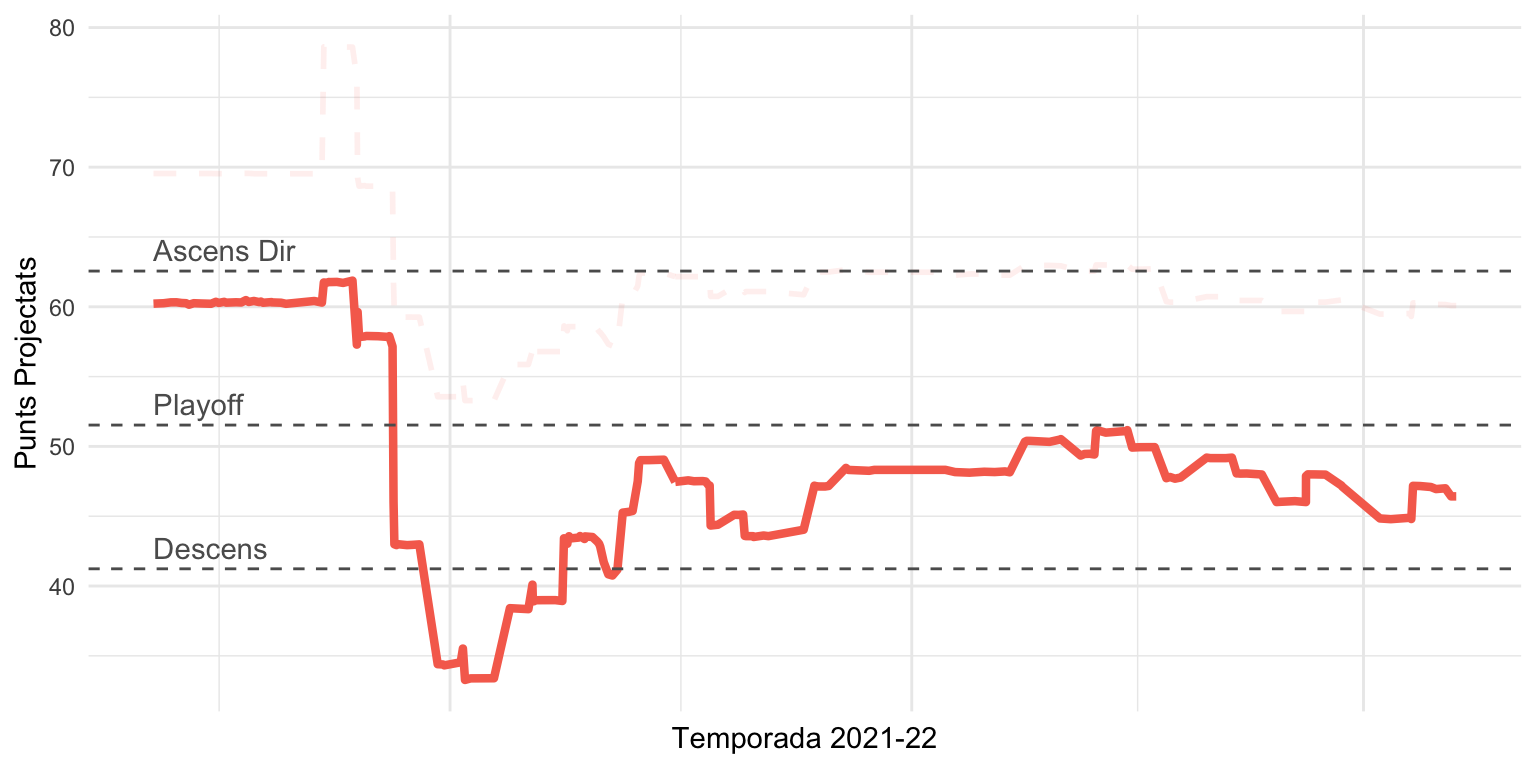 80
70
Ascens Dir
60
Playoff
50
Descens
40
Punts Projectats
Temporada 2021-22